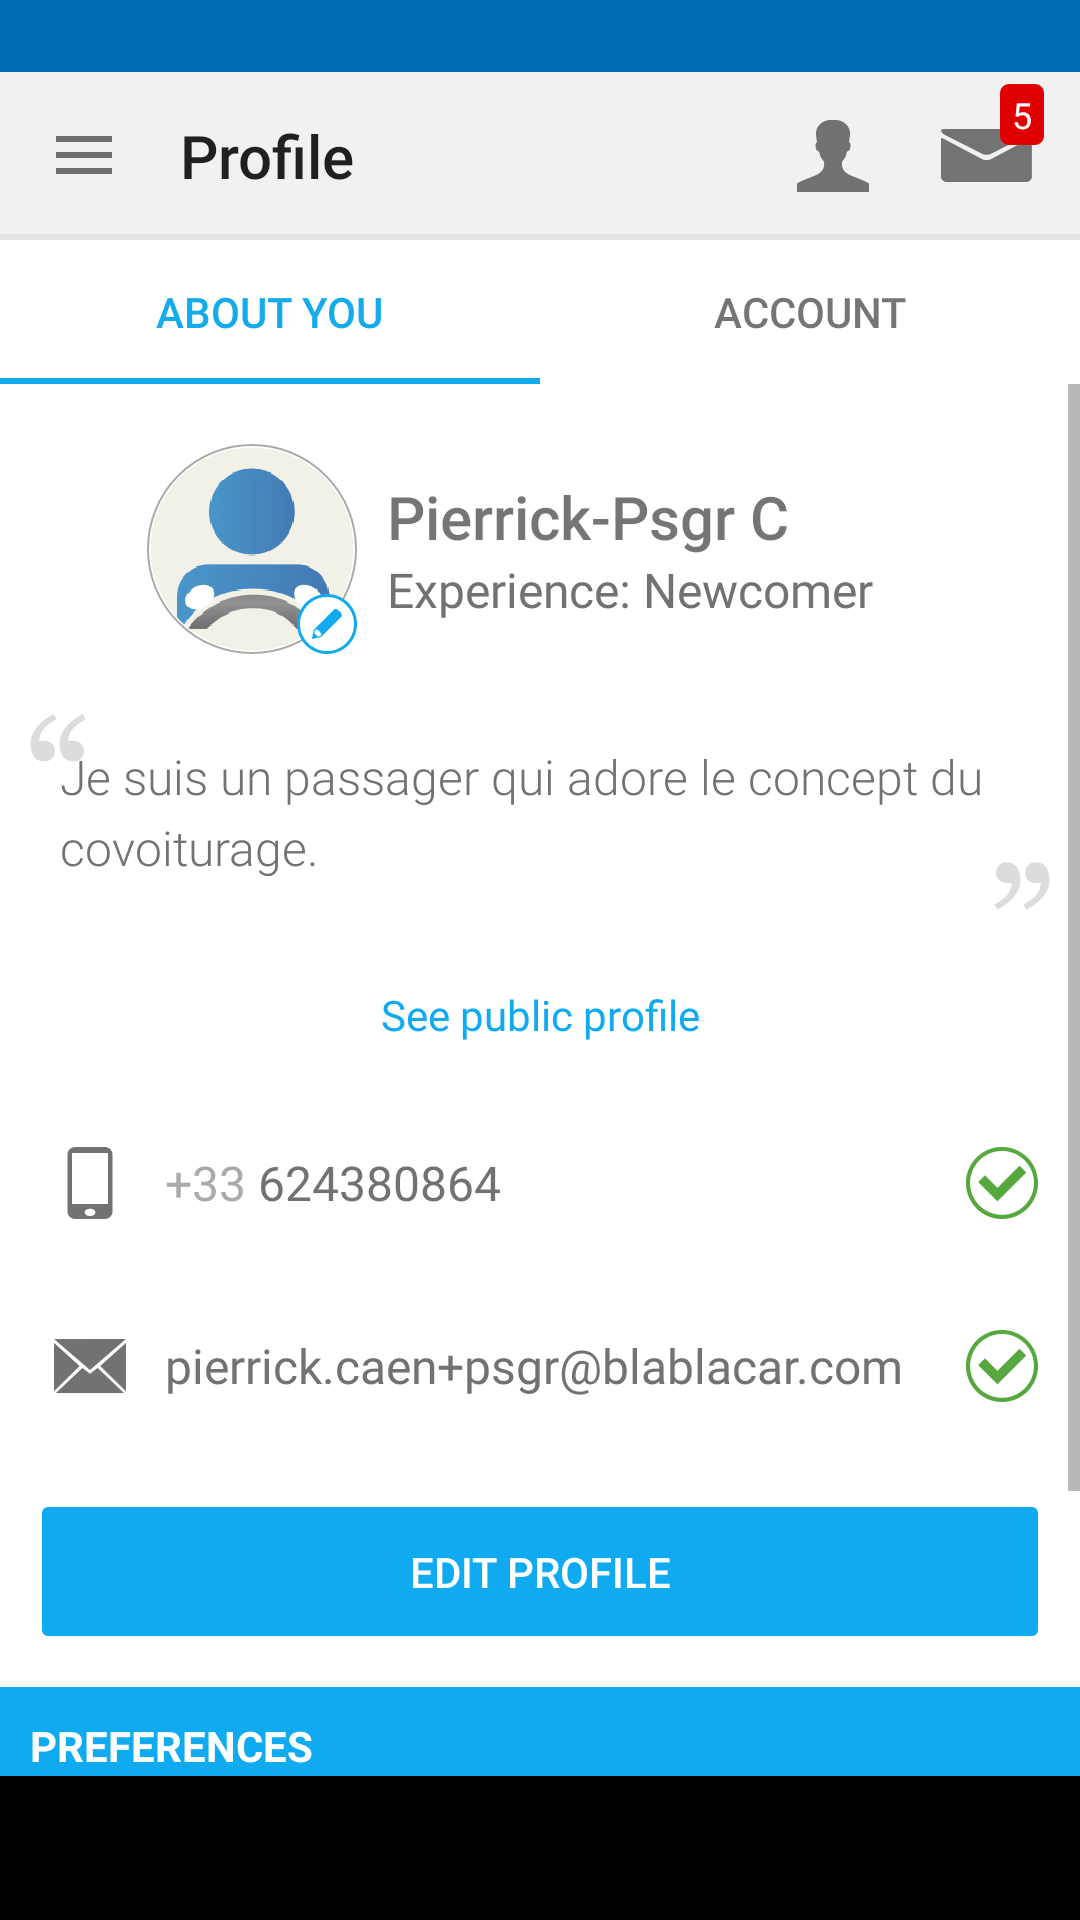 Profile
5
ABOUT YOU
ACCOUNT
Pierrick-Psgr C
Experience: Newcomer
“
Je suis un passager qui adore le concept du
covoiturage.
”
See public profile
+33 624380864
pierrick.caen+psgr@blablacar.com
EDIT PROFILE
PREFERENCES